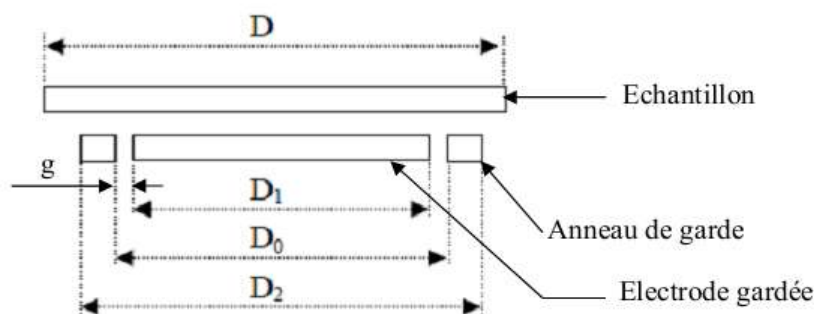 D
Echantillon
g
D₁
Anneau de garde
D₀
Electrode gardée
D₂